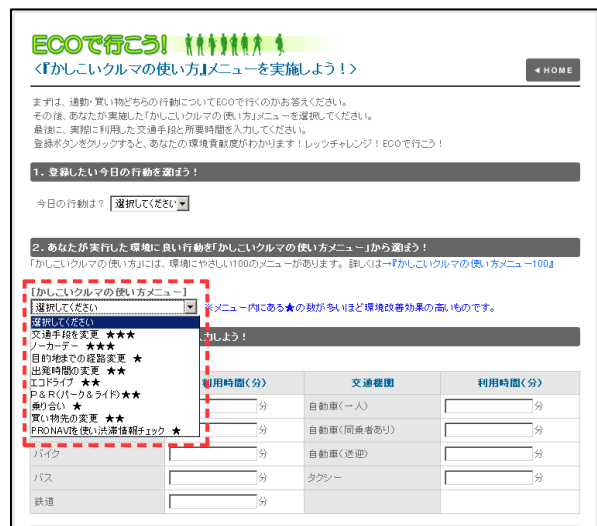 ECOで行こう!
<『かしこいクルマの使い方』メニューを実施しよう!>
◀HOME
まずは、通勤・買い物どちらの行動についてECOで行くのかお答えください。
その後、あなたが実施した「かしこいクルマの使い方」メニューを選択してください。
最後に、実際に利用した交通手段と所要時間を入力してください。
登録ボタンをクリックすると、あなたの環境貢献度がわかります!レッツチャレンジ!ECOで行こう!
1. 登録したい今日の行動を選ぼう!
今日の行動は? 選択してください
2. あなたが実行した環境に良い行動を「かしこいクルマの使い方メニュー」から選ぼう!
「かしこいクルマの使い方」には、環境にやさしい100のメニューがあります。詳しくは→『かしこいクルマの使い方メニュー100』
[かしこいクルマの使い方メニュー]
選択してください ※メニュー内にある★の数が多いほど環境改善効果の高いものです。
選択してください
交通手段を変更 ★★★
ノーカーデー ★★★
目的地までの経路変更 ★
出発時間の変更 ★★
エコドライブ ★★
P&R(パーク&ライド)★★
乗り合い ★
買い物先の変更 ★★
PRONAVIを使い渋滞情報チェック ★
力しよう!
利用時間(分) 交通機関 利用時間(分)
分 自動車(一人) 分
分 自動車(同乗者あり) 分
バイク 分 自動車(送迎) 分
バス 分 タクシー 分
鉄道 分